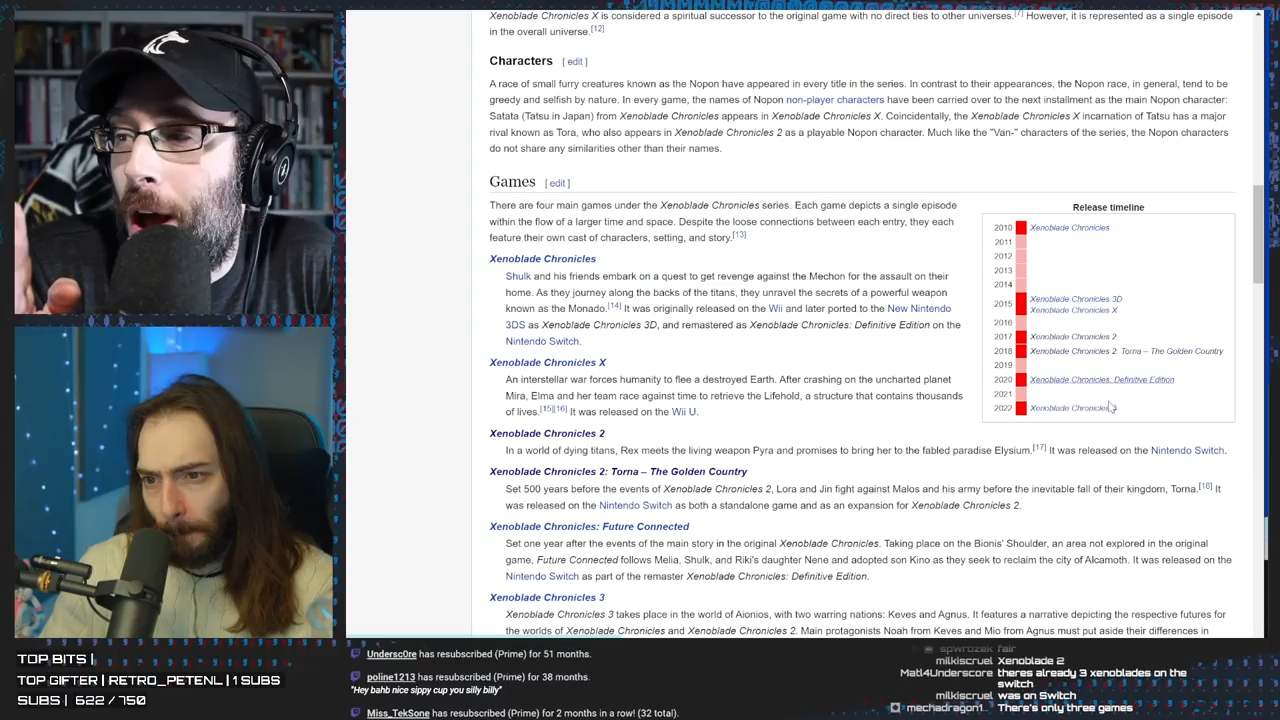 Xenoblade Chronicles X is considered a spiritual successor to the original game with no direct ties to other universes.[7] However, it is represented as a single episode
in the overall universe.[12]
Characters [ edit ]
A race of small furry creatures known as the Nopon have appeared in every title in the series. In contrast to their appearances, the Nopon race, in general, tend to be
greedy and selfish by nature. In every game, the names of Nopon non-player characters have been carried over to the next installment as the main Nopon character:
Satata (Tatsu in Japan) from Xenoblade Chronicles appears in Xenoblade Chronicles X. Coincidentally, the Xenoblade Chronicles X incarnation of Tatsu has a major
rival known as Tora, who also appears in Xenoblade Chronicles 2 as a playable Nopon character. Much like the "Van-" characters of the series, the Nopon characters
do not share any similarities other than their names.
Games [ edit ]
There are four main games under the Xenoblade Chronicles series. Each game depicts a single episode
within the flow of a larger time and space. Despite the loose connections between each entry, they each
feature their own cast of characters, setting, and story.[13]
Xenoblade Chronicles
Shulk and his friends embark on a quest to get revenge against the Mechon for the assault on their
home. As they journey along the backs of the titans, they unravel the secrets of a powerful weapon
known as the Monado.[14] It was originally released on the Wii and later ported to the New Nintendo
3DS as Xenoblade Chronicles 3D, and remastered as Xenoblade Chronicles: Definitive Edition on the
Nintendo Switch.
Xenoblade Chronicles X
An interstellar war forces humanity to flee a destroyed Earth. After crashing on the uncharted planet
Mira, Elma and her team race against time to retrieve the Lifehold, a structure that contains thousands
of lives.[15][16] It was released on the Wii U.
Release timeline
2010 Xenoblade Chronicles
2011
2012
2013
2014
2015 Xenoblade Chronicles 3D
Xenoblade Chronicles X
2016
2017 Xenoblade Chronicles 2
2018 Xenoblade Chronicles 2: Torna – The Golden Country
2019
2020 Xenoblade Chronicles: Definitive Edition
2021
2022 Xenoblade Chronicles
Xenoblade Chronicles 2
In a world of dying titans, Rex meets the living weapon Pyra and promises to bring her to the fabled paradise Elysium.[17] It was released on the Nintendo Switch.
Xenoblade Chronicles 2: Torna – The Golden Country
Set 500 years before the events of Xenoblade Chronicles 2, Lora and Jin fight against Malos and his army before the inevitable fall of their kingdom, Torna.[18] It
was released on the Nintendo Switch as both a standalone game and as an expansion for Xenoblade Chronicles 2.
Xenoblade Chronicles: Future Connected
Set one year after the events of the main story in the original Xenoblade Chronicles. Taking place on the Bionis' Shoulder, an area not explored in the original
game, Future Connected follows Melia, Shulk, and Riki's daughter Nene and adopted son Kino as they seek to reclaim the city of Alcamoth. It was released on the
Nintendo Switch as part of the remaster Xenoblade Chronicles: Definitive Edition.
Xenoblade Chronicles 3
Xenoblade Chronicles 3 takes place in the world of Aionios, with two warring nations: Keves and Agnus. It features a narrative depicting the respective futures for
the worlds of Xenoblade Chronicles and Xenoblade Chronicles 2. Main protagonists Noah from Keves and Mio from Agnus must put aside their differences in
TOP BITS |
TOP GIFTER | RETRO_PETENL | 1 SUBS
SUBS | 622 / 750
Undersc0re has resubscribed (Prime) for 51 months.
poline1213 has resubscribed (Prime) for 38 months.
"Hey bahb nice sippy cup you silly billy"
Miss_TekSone has resubscribed (Prime) for 2 months in a row! (32 total).
spwrozek fair
milkiscruel Xenoblade 2
Matl4Underscore theres already 3 xenoblades on the
switch
milkiscruel was on Switch
mechadragon1... There's only three games